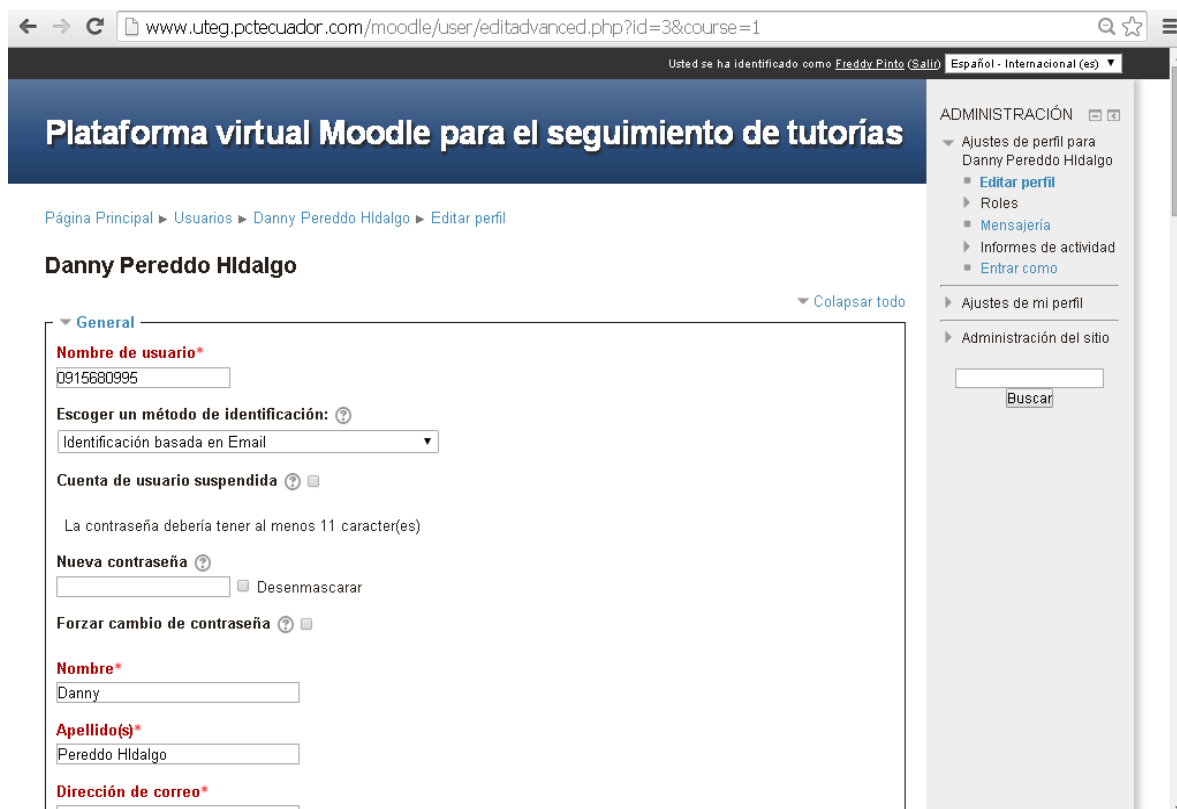 www.uteg.pctecuador.com/moodle/user/editadvanced.php?id=3&course=1
Usted se ha identificado como Freddy Pinto (Salir) Español - Internacional (es)
Plataforma virtual Moodle para el seguimiento de tutorías
Página Principal ► Usuarios ► Danny Pereddo HIdalgo ► Editar perfil
Danny Pereddo HIdalgo
Colapsar todo
General
Nombre de usuario*
0915680995
Escoger un método de identificación:
Identificación basada en Email
Cuenta de usuario suspendida
La contraseña debería tener al menos 11 caracter(es)
Nueva contraseña
Desenmascarar
Forzar cambio de contraseña
Nombre*
Danny
Apellido(s)*
Pereddo HIdalgo
Dirección de correo*
ADMINISTRACIÓN
Ajustes de perfil para
Danny Pereddo HIdalgo
Editar perfil
Roles
Mensajería
Informes de actividad
Entrar como
Ajustes de mi perfil
Administración del sitio
Buscar